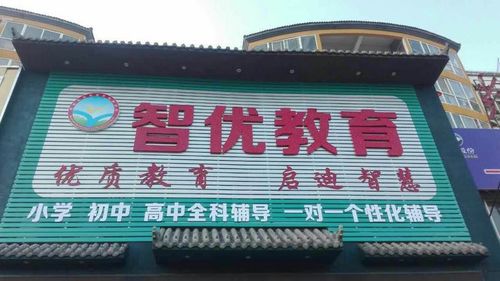 智优教育
优质教育 启迪智慧
小学 初中 高中全科辅导 一对一个性化辅导